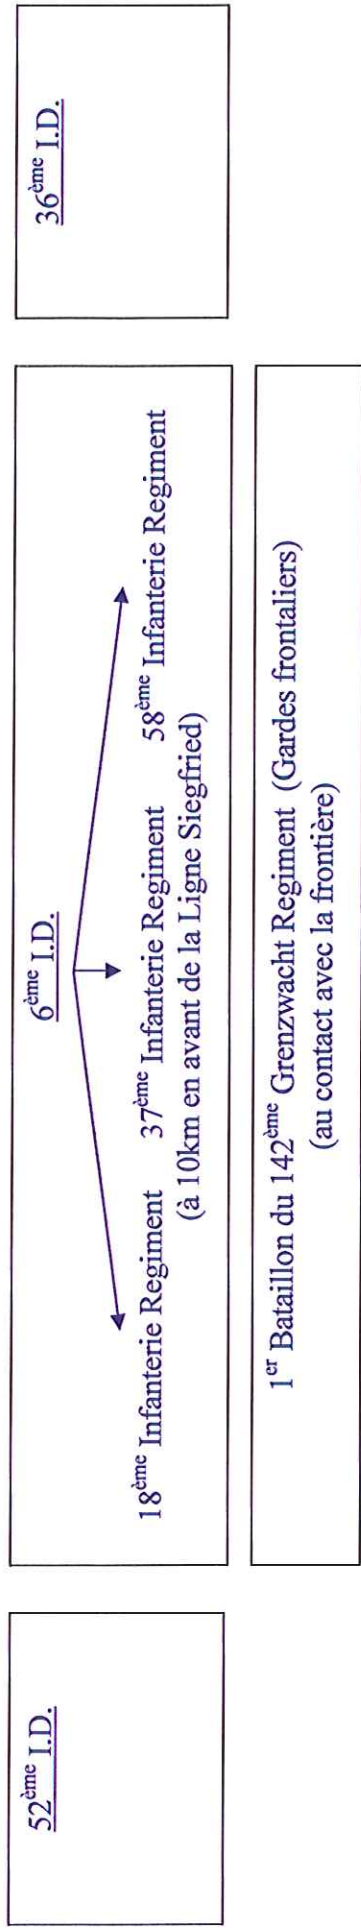 52ème I.D.
6ème I.D.
18ème Infanterie Regiment 37ème Infanterie Regiment 58ème Infanterie Regiment
(à 10km en avant de la Ligne Siegfried)
1er Bataillon du 142ème Grenzwacht Regiment (Gardes frontaliers)
(au contact avec la frontière)
36ème I.D.